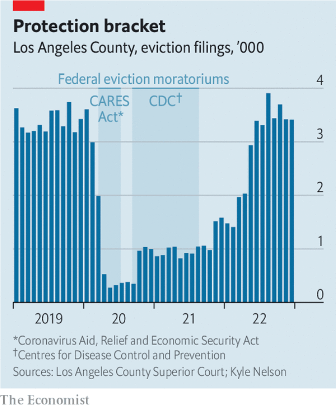 Protection bracket
Los Angeles County, eviction filings, ’000
Federal eviction moratoriums
CARES
Act*
CDC†
4
3
2
1
0
2019
20
21
22
*Coronavirus Aid, Relief and Economic Security Act
†Centres for Disease Control and Prevention
Sources: Los Angeles County Superior Court; Kyle Nelson
The Economist